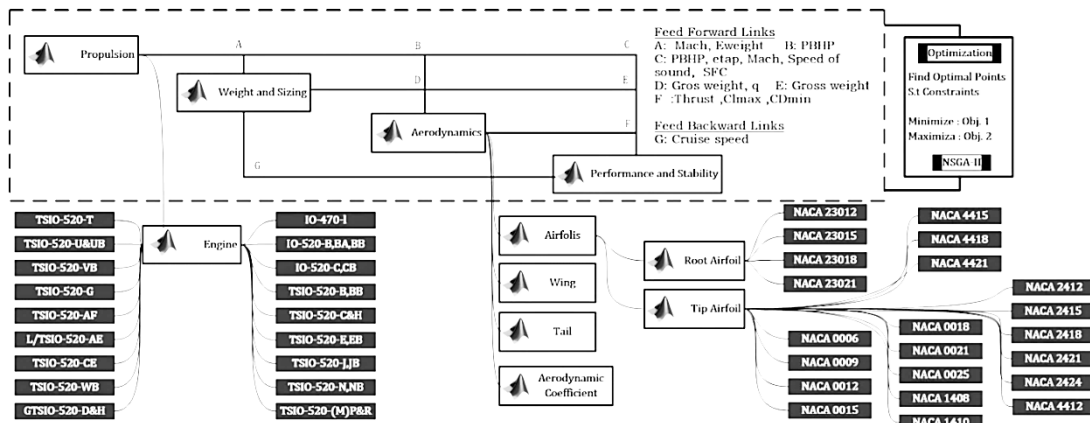 Propulsion
A
B
C
Weight and Sizing
D
E
Aerodynamics
F
G
Performance and Stability
Feed Forward Links
A: Mach, Eweight B: PBHP
C: PBHP, etap, Mach, Speed of
sound, SFC
D: Gros weight, q E: Gross weight
F :Thrust ,Clmax ,CDmin
Feed Backward Links
G: Cruise speed
Optimization
Find Optimal Points
S.t Constraints
Minimize : Obj. 1
Maximiza : Obj. 2
NSGA-II
TSIO-520-T
TSIO-520-U&UB
TSIO-520-VB
TSIO-520-G
TSIO-520-AF
L/TSIO-520-AE
TSIO-520-CE
TSIO-520-WB
GTSIO-520-D&H
Engine
IO-470-I
IO-520-B,BA,BB
IO-520-C,CB
TSIO-520-B,BB
TSIO-520-C&H
TSIO-520-E,EB
TSIO-520-J,JB
TSIO-520-N,NB
TSIO-520-(M)P&R
Airfolis
Wing
Tail
Aerodynamic
Coefficient
Root Airfoil
Tip Airfoil
NACA 23012
NACA 23015
NACA 23018
NACA 23021
NACA 4415
NACA 4418
NACA 4421
NACA 0006
NACA 0009
NACA 0012
NACA 0015
NACA 0018
NACA 0021
NACA 0025
NACA 1408
NACA 1410
NACA 2412
NACA 2415
NACA 2418
NACA 2421
NACA 2424
NACA 4412